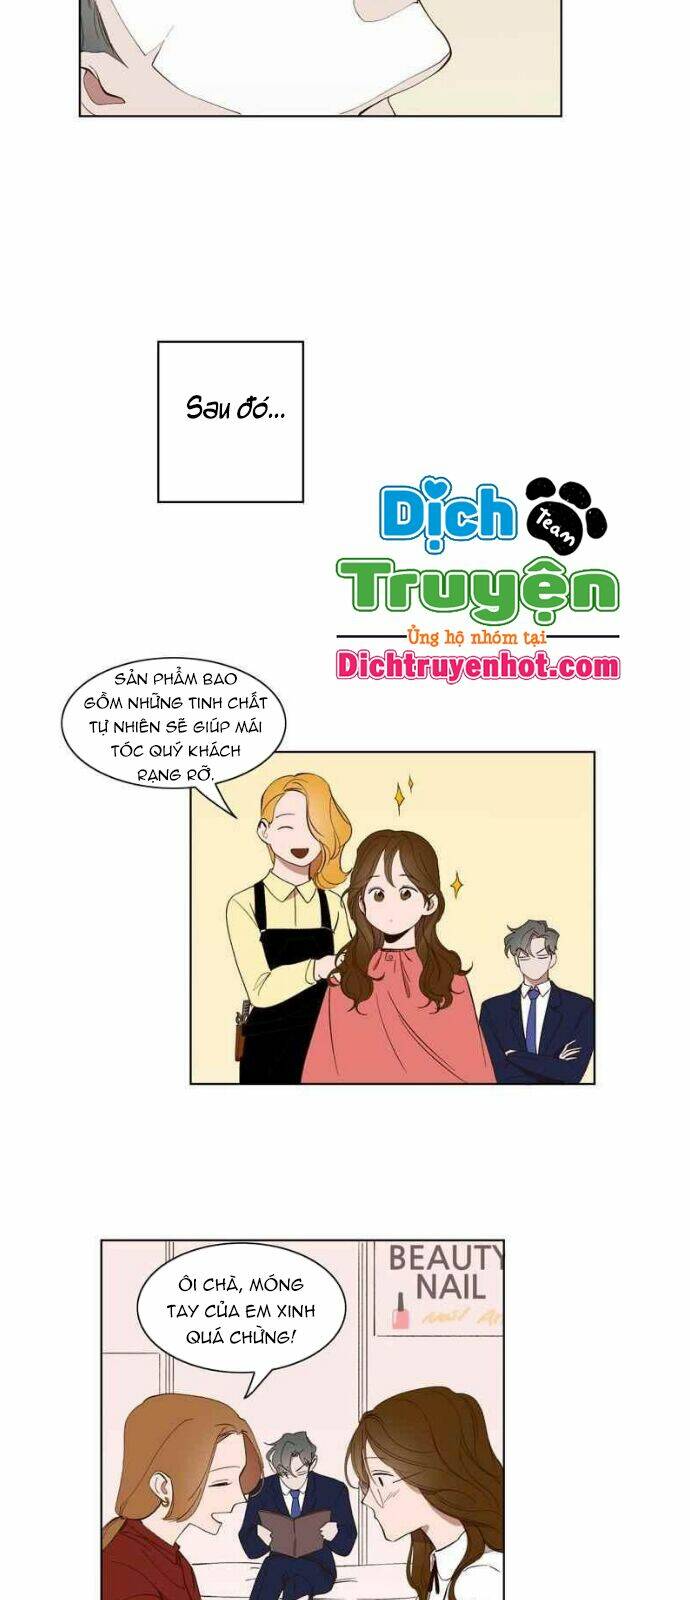 Sau đó...
Dịch
Team
Truyện
Ủng hộ nhóm tại
Dichtruyenhot.com
SẢN PHẨM BAO
GỒM NHỮNG TINH CHẤT
TỰ NHIÊN SẼ GIÚP MÁI
TÓC QUÝ KHÁCH
RẠNG RỠ.
BEAUTY
NAIL
Nail Ar
ÔI CHÀ, MÓNG
TAY CỦA EM XINH
QUÁ CHỪNG!